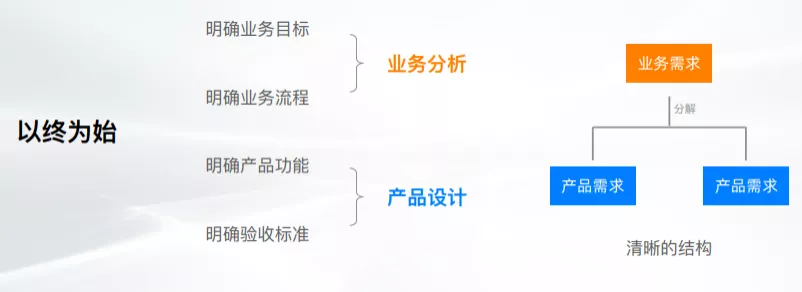 以终为始
明确业务目标
明确业务流程
业务分析
明确产品功能
明确验收标准
产品设计
业务需求
分解
产品需求
产品需求
清晰的结构